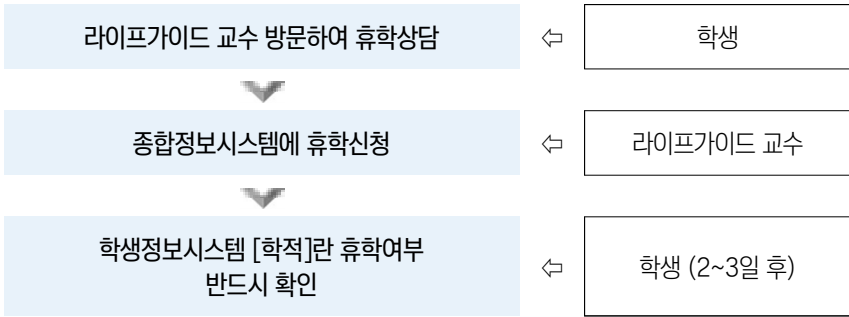 라이프가이드 교수 방문하여 휴학상담
⇦
학생
종합정보시스템에 휴학신청
⇦
라이프가이드 교수
학생정보시스템 [학적]란 휴학여부
반드시 확인
⇦
학생 (2~3일 후)